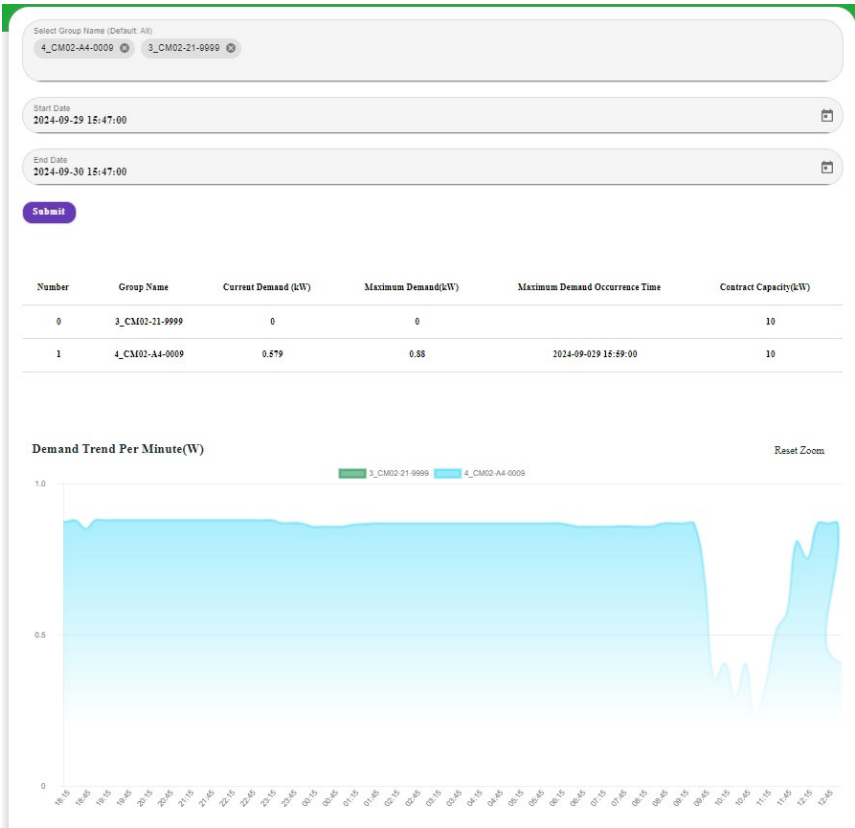 Select Group Name (Default: All)
4_CM02-A4-0009 3_CM02-21-9999
Start Date
2024-09-29 15:47:00
End Date
2024-09-30 15:47:00
Submit
Number Group Name Current Demand (kW) Maximum Demand(kW) Maximum Demand Occurrence Time Contract Capacity(kW)
0 3_CM02-21-9999 0 0 10
1 4_CM02-A4-0009 0.579 0.88 2024-09-029 15:59:00 10
Demand Trend Per Minute(W) Reset Zoom
3_CM02-21-9999 4_CM02-A4-0009
1.0
0.5
0
18:15 18:45 19:15 19:45 20:15 20:45 21:15 21:45 22:15 22:45 23:15 23:45 00:15 00:45 01:15 01:45 02:15 02:45 03:15 03:45 04:15 04:45 05:15 05:45 06:15 06:45 07:15 07:45 08:15 08:45 09:15 09:45 10:15 10:45 11:15 11:45 12:15 12:45